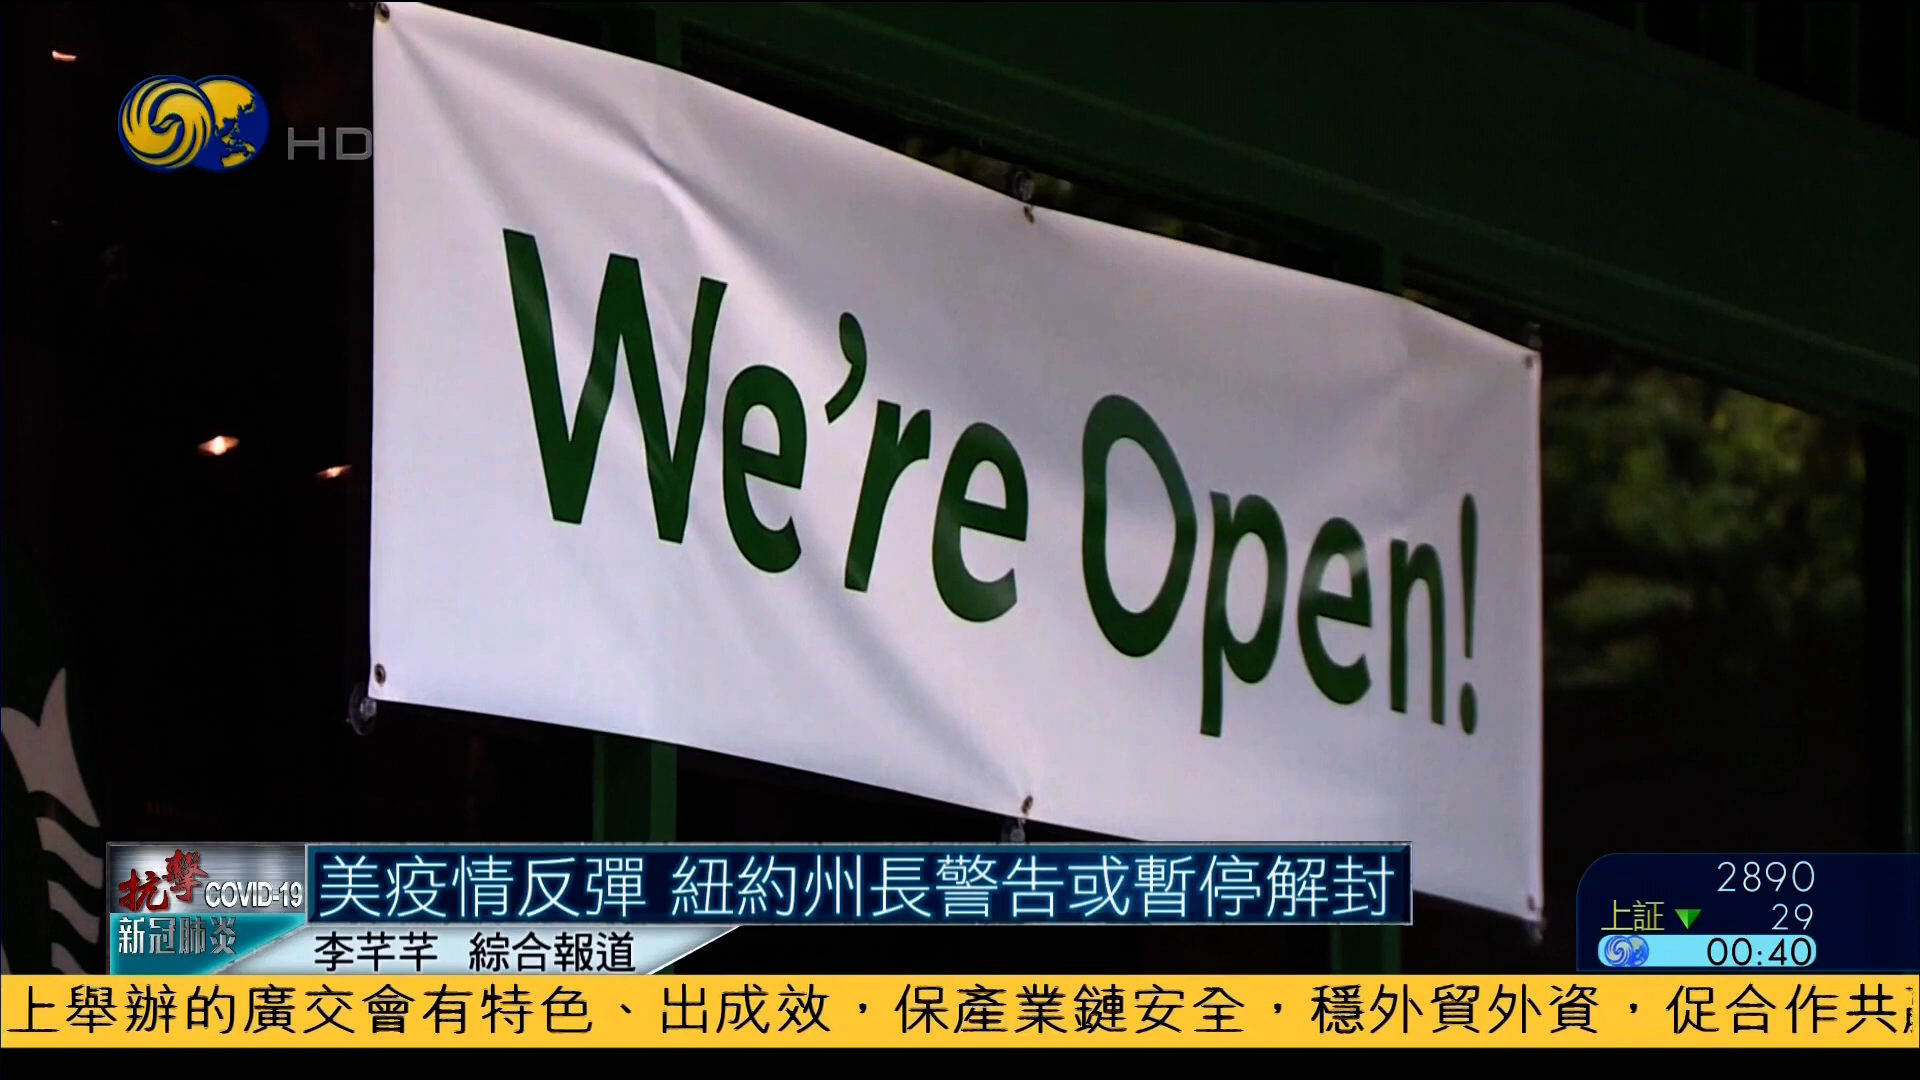 HD
We're Open!
抗擊
COVID-19
新冠肺炎
美疫情反彈 紐約州長警告或暫停解封
李芊芊 綜合報道
2890
上証 29
00:40
上舉辦的廣交會有特色、出成效，保產業鏈安全，穩外貿外資，促合作共